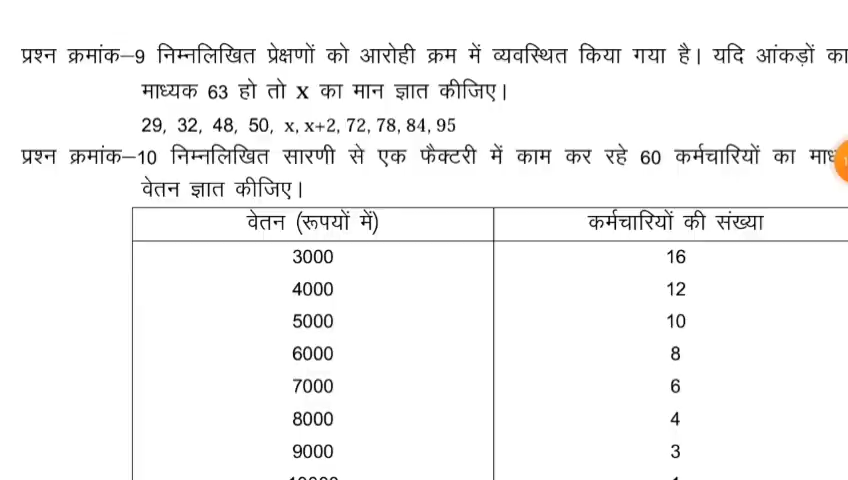 प्रश्न क्रमांक–9 निम्नलिखित प्रेक्षणों को आरोही क्रम में व्यवस्थित किया गया है। यदि आंकड़ों का
माध्यक 63 हो तो x का मान ज्ञात कीजिए।
29, 32, 48, 50, x, x+2, 72, 78, 84, 95
प्रश्न क्रमांक–10 निम्नलिखित सारणी से एक फैक्टरी में काम कर रहे 60 कर्मचारियों का
वेतन ज्ञात कीजिए।
वेतन (रूपयों में) कर्मचारियों की संख्या
3000 16
4000 12
5000 10
6000 8
7000 6
8000 4
9000 3